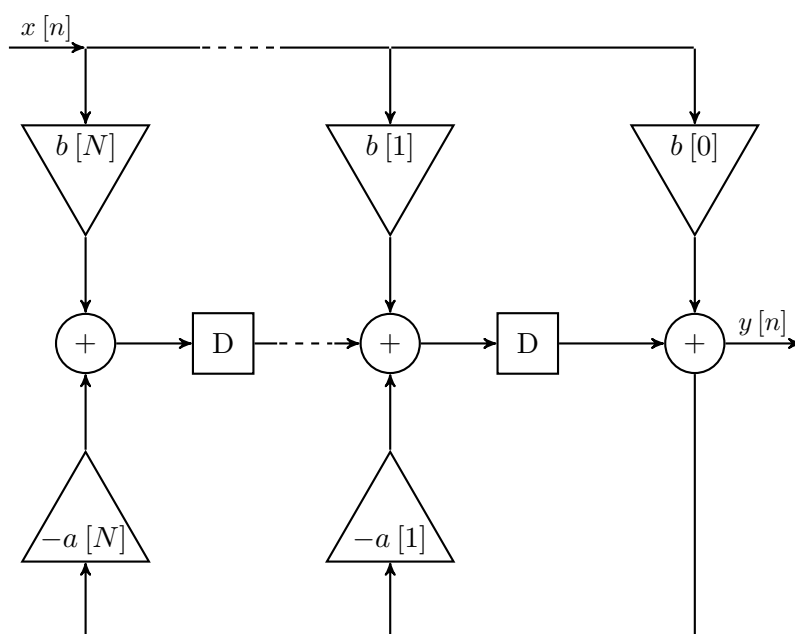 x [n]
b [N] b [1] b [0]
+ D + D + y [n]
−a [N] −a [1]